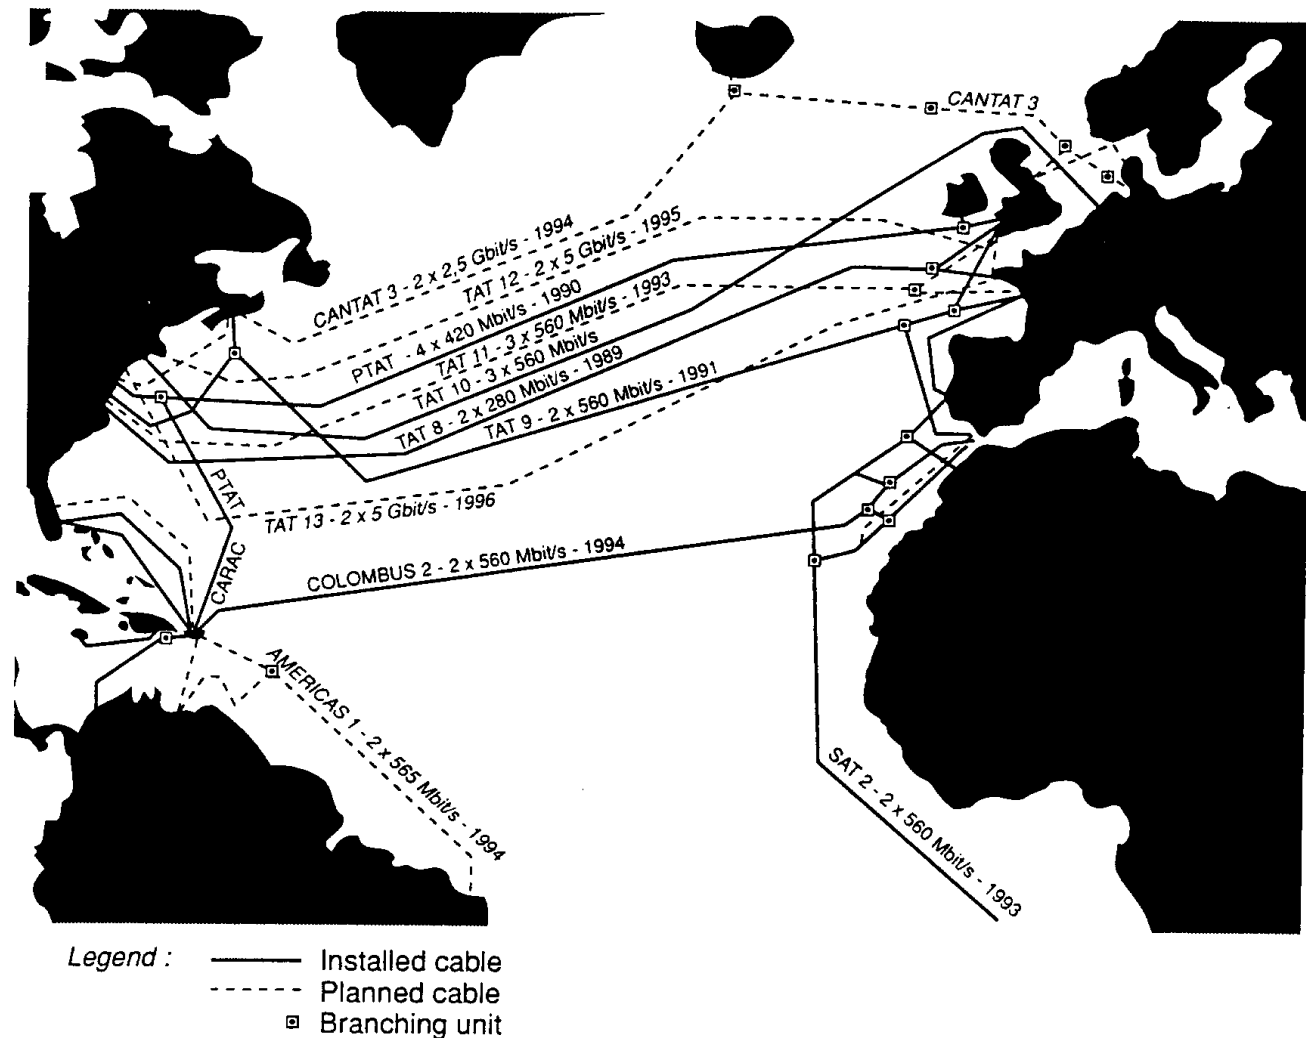 CANTAT 3
CANTAT 3 - 2 x 2,5 Gbit/s - 1994
TAT 12 - 2 x 5 Gbit/s - 1995
PTAT - 4 x 420 Mbit/s - 1990
TAT 11 - 3 x 560 Mbit/s - 1993
TAT 10 - 3 x 560 Mbit/s
TAT 8 - 2 x 280 Mbit/s - 1989
TAT 9 - 2 x 560 Mbit/s - 1991
PTAT
TAT 13 - 2 x 5 Gbit/s - 1996
CARAC
COLOMBUS 2 - 2 x 560 Mbit/s - 1994
AMERICAS 1 - 2 x 565 Mbit/s - 1994
SAT 2 - 2 x 560 Mbit/s - 1993
Legend :
Installed cable
Planned cable
Branching unit